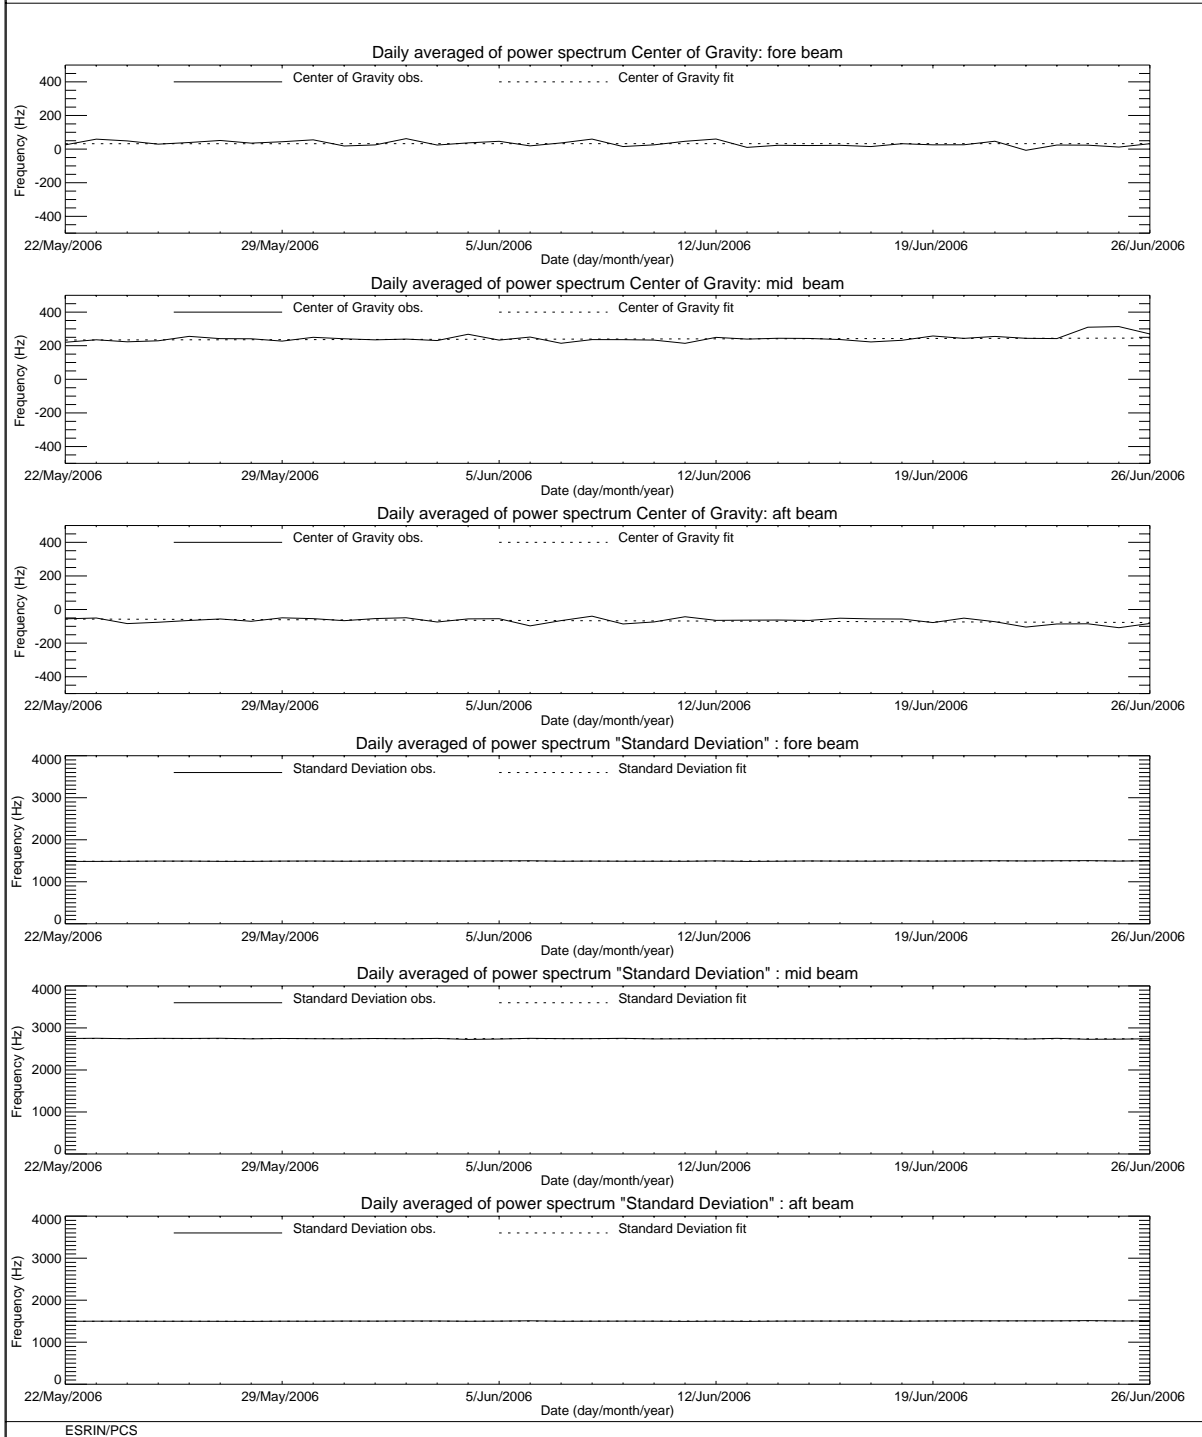 Daily averaged of power spectrum Center of Gravity: fore beam
Center of Gravity obs. Center of Gravity fit
400
200
0
-200
-400
Frequency (Hz)
22/May/2006 29/May/2006 5/Jun/2006 12/Jun/2006 19/Jun/2006 26/Jun/2006
Date (day/month/year)
Daily averaged of power spectrum Center of Gravity: mid beam
Center of Gravity obs. Center of Gravity fit
400
200
0
-200
-400
Frequency (Hz)
22/May/2006 29/May/2006 5/Jun/2006 12/Jun/2006 19/Jun/2006 26/Jun/2006
Date (day/month/year)
Daily averaged of power spectrum Center of Gravity: aft beam
Center of Gravity obs. Center of Gravity fit
400
200
0
-200
-400
Frequency (Hz)
22/May/2006 29/May/2006 5/Jun/2006 12/Jun/2006 19/Jun/2006 26/Jun/2006
Date (day/month/year)
Daily averaged of power spectrum "Standard Deviation" : fore beam
Standard Deviation obs. Standard Deviation fit
4000
3000
2000
1000
0
Frequency (Hz)
22/May/2006 29/May/2006 5/Jun/2006 12/Jun/2006 19/Jun/2006 26/Jun/2006
Date (day/month/year)
Daily averaged of power spectrum "Standard Deviation" : mid beam
Standard Deviation obs. Standard Deviation fit
4000
3000
2000
1000
0
Frequency (Hz)
22/May/2006 29/May/2006 5/Jun/2006 12/Jun/2006 19/Jun/2006 26/Jun/2006
Date (day/month/year)
Daily averaged of power spectrum "Standard Deviation" : aft beam
Standard Deviation obs. Standard Deviation fit
4000
3000
2000
1000
0
Frequency (Hz)
22/May/2006 29/May/2006 5/Jun/2006 12/Jun/2006 19/Jun/2006 26/Jun/2006
Date (day/month/year)
ESRIN/PCS